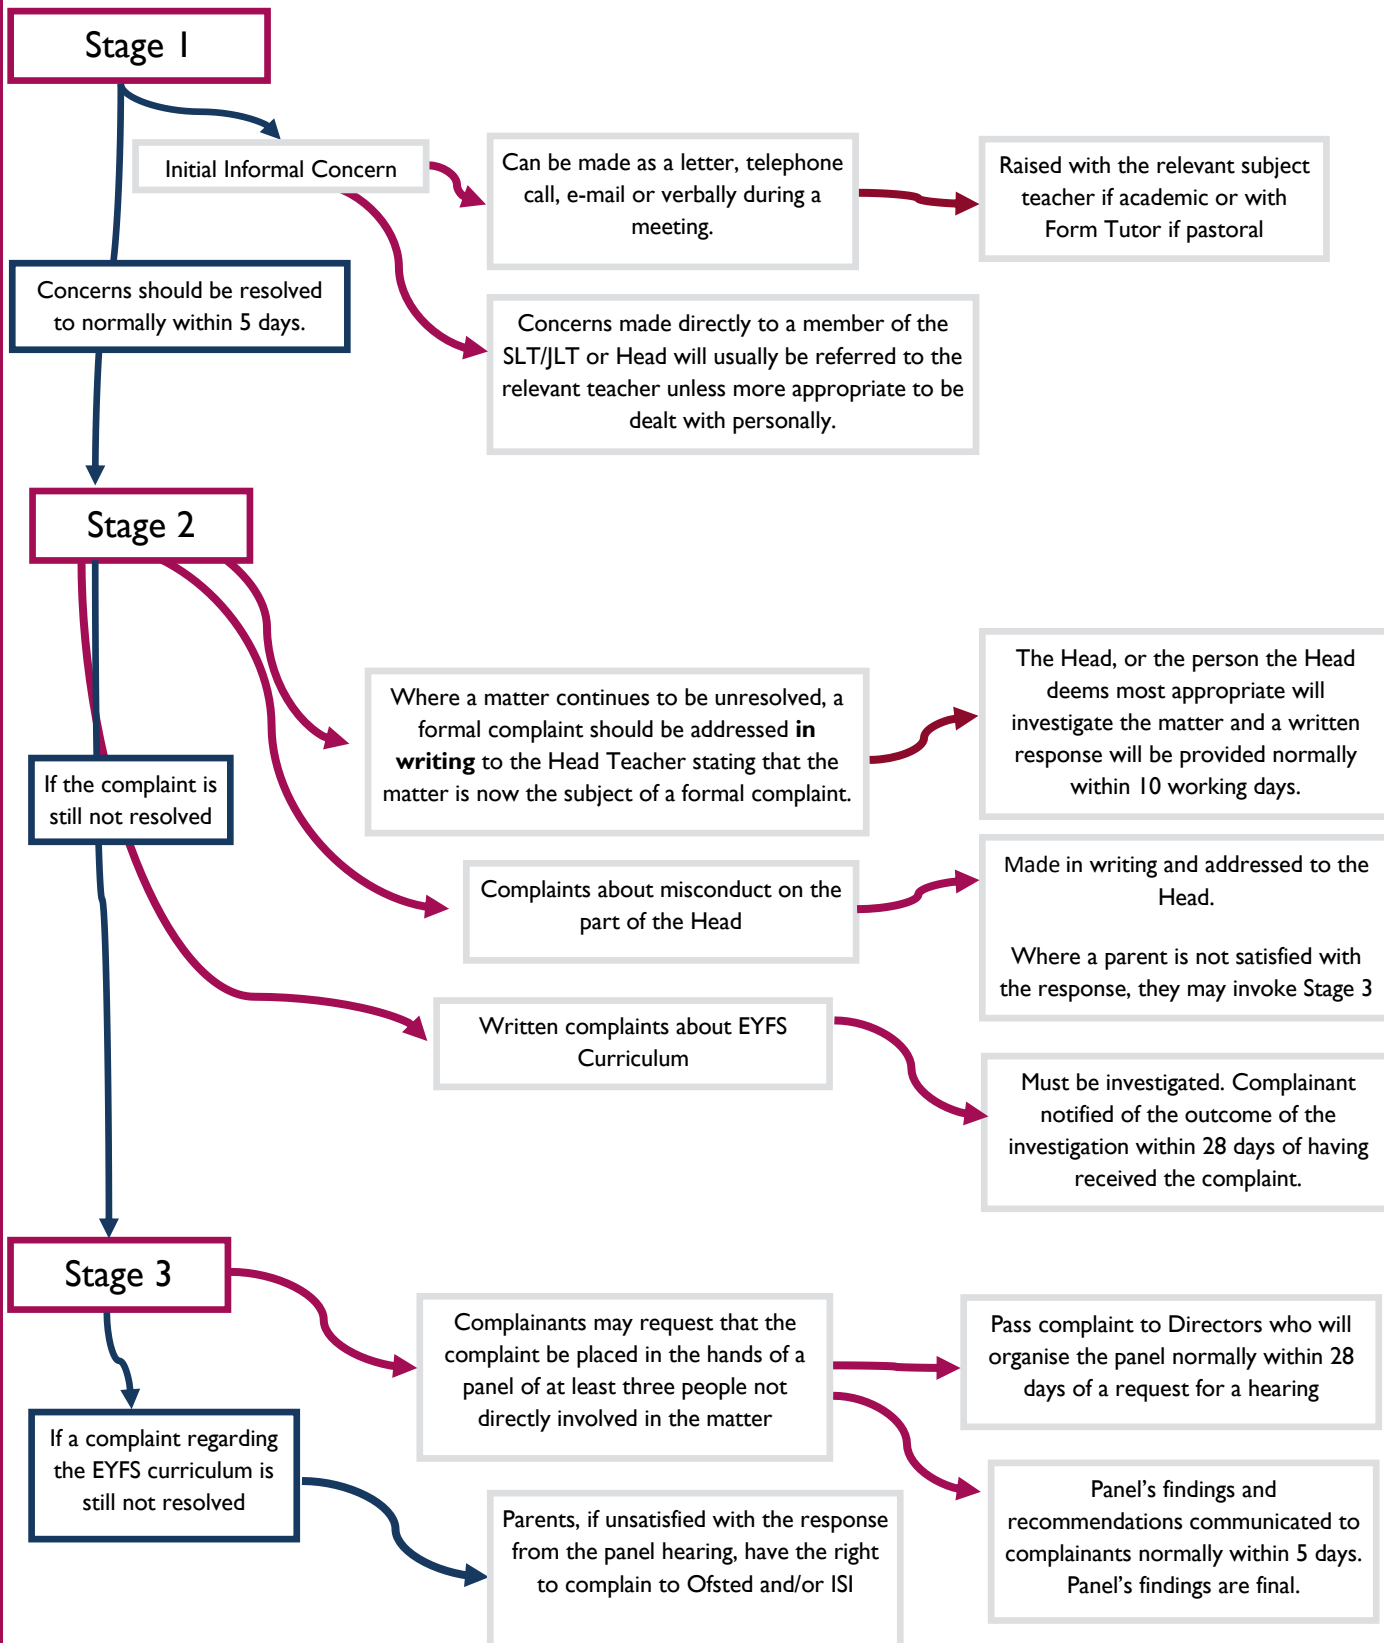 Stage 1
Initial Informal Concern
Can be made as a letter, telephone
call, e-mail or verbally during a
meeting.
Raised with the relevant subject
teacher if academic or with
Form Tutor if pastoral
Concerns should be resolved
to normally within 5 days.
Concerns made directly to a member of the
SLT/JLT or Head will usually be referred to the
relevant teacher unless more appropriate to be
dealt with personally.
Stage 2
Where a matter continues to be unresolved, a
formal complaint should be addressed in
writing to the Head Teacher stating that the
matter is now the subject of a formal complaint.
The Head, or the person the Head
deems most appropriate will
investigate the matter and a written
response will be provided normally
within 10 working days.
If the complaint is
still not resolved
Complaints about misconduct on the
part of the Head
Made in writing and addressed to the
Head.
Where a parent is not satisfied with
the response, they may invoke Stage 3
Written complaints about EYFS
Curriculum
Must be investigated. Complainant
notified of the outcome of the
investigation within 28 days of having
received the complaint.
Stage 3
Complainants may request that the
complaint be placed in the hands of a
panel of at least three people not
directly involved in the matter
Pass complaint to Directors who will
organise the panel normally within 28
days of a request for a hearing
If a complaint regarding
the EYFS curriculum is
still not resolved
Panel's findings and
recommendations communicated to
complainants normally within 5 days.
Panel's findings are final.
Parents, if unsatisfied with the response
from the panel hearing, have the right
to complain to Ofsted and/or ISI